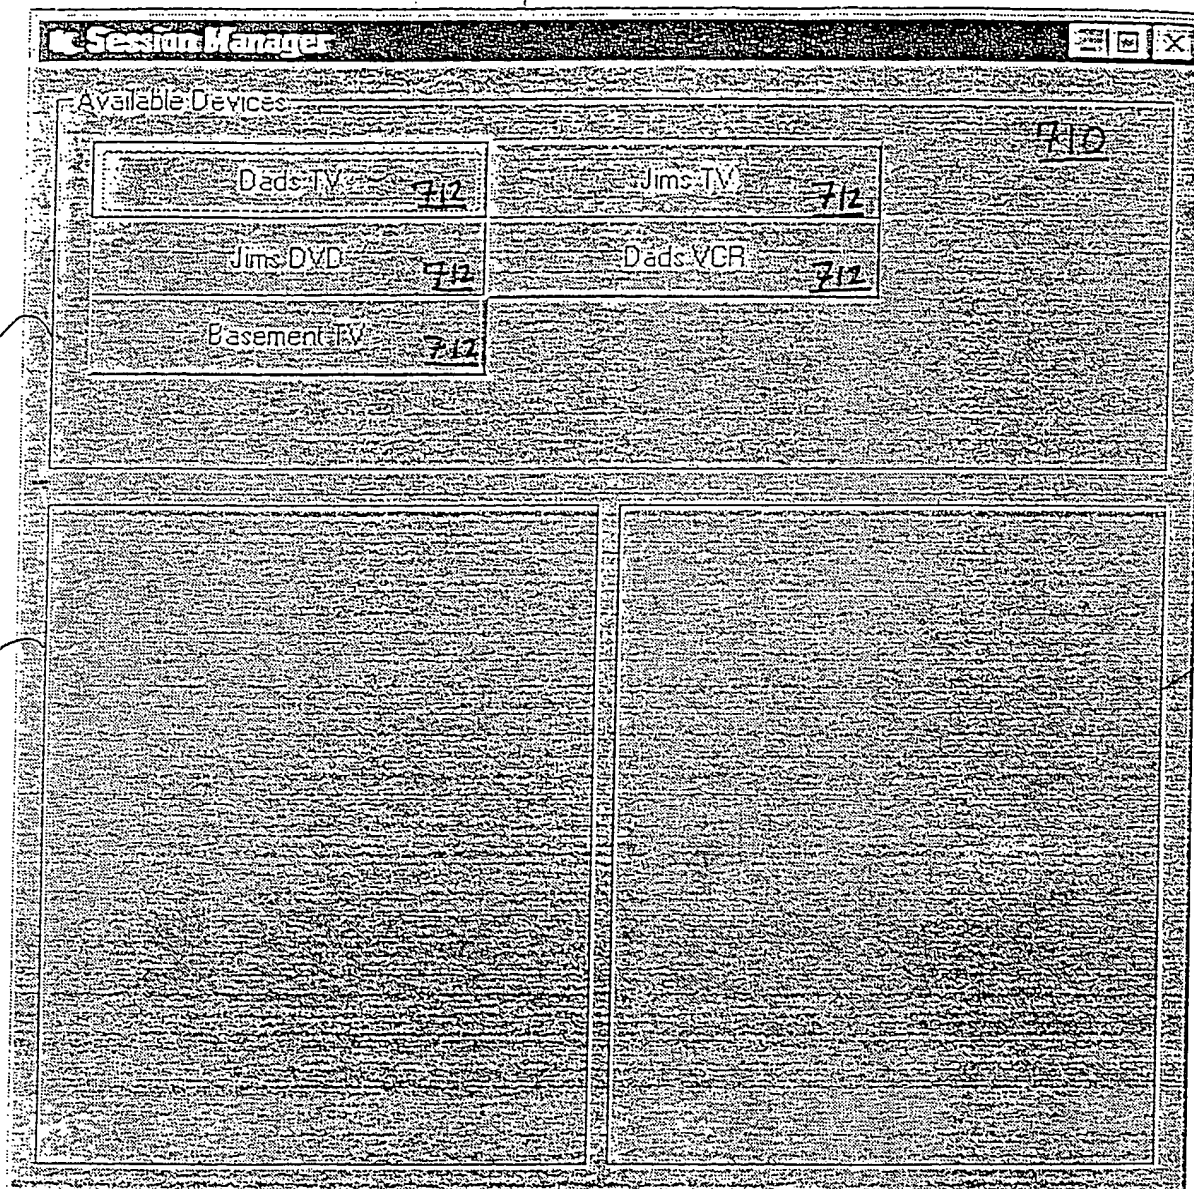 Session Manager
Available Devices
710
Dads TV 712 Jims TV 712
Jims DVD 712 Dads VCR 712
Basement TV 712